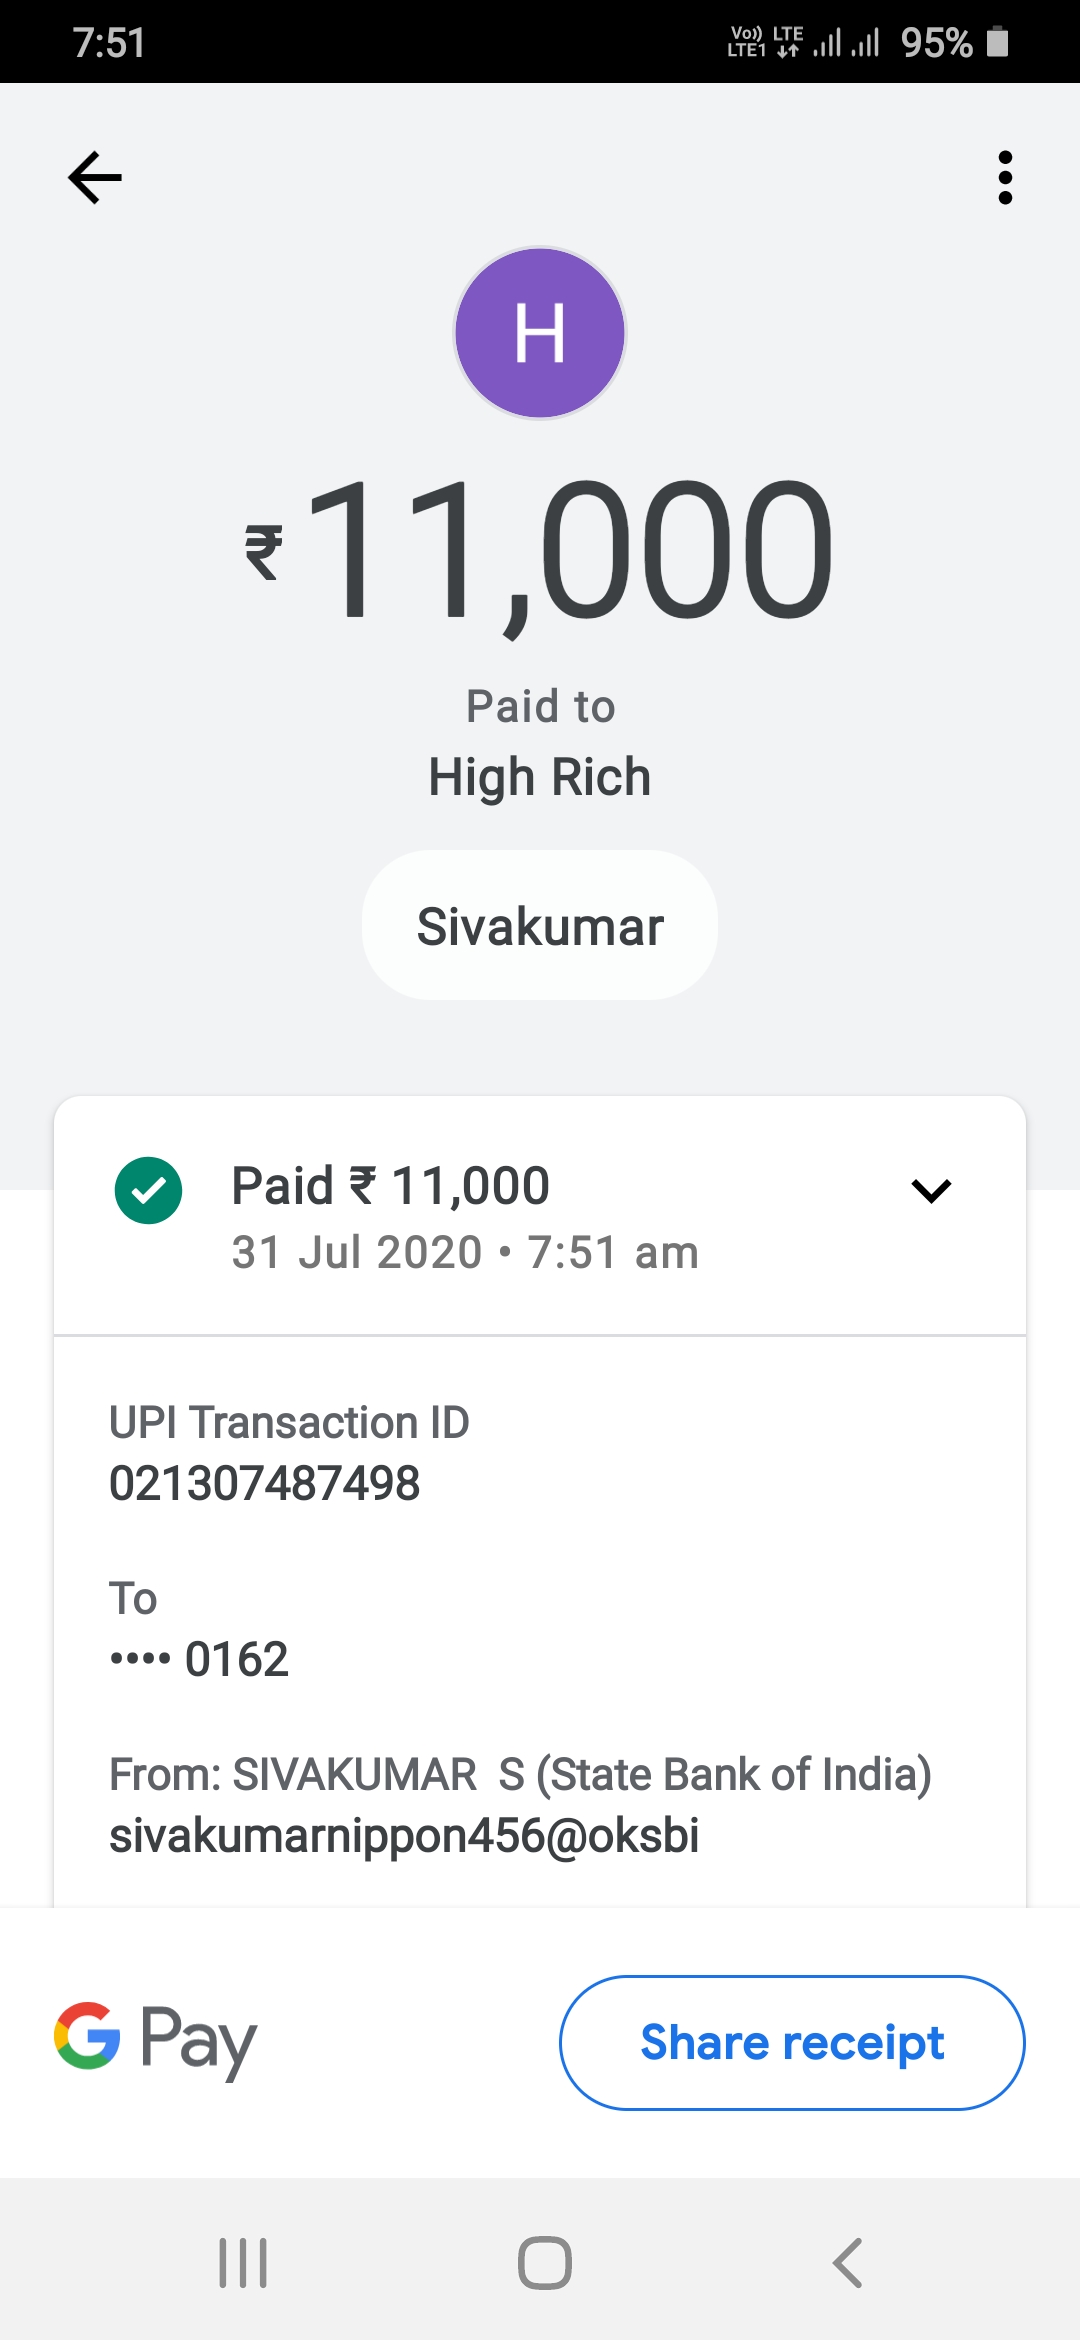 7:51
Vo)) LTE
LTE1
95%
H
₹11,000
Paid to
High Rich
Sivakumar
Paid ₹ 11,000
31 Jul 2020 • 7:51 am
UPI Transaction ID
021307487498
To
•••• 0162
From: SIVAKUMAR  S (State Bank of India)
sivakumarnippon456@oksbi
G Pay
Share receipt